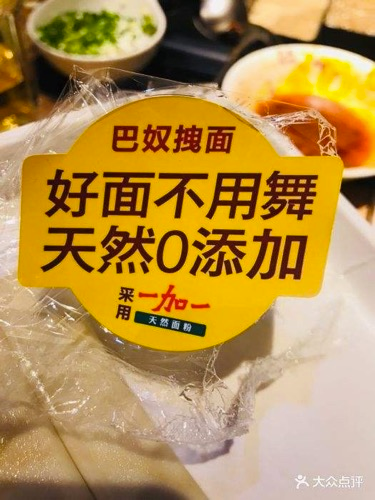 巴奴拽面
好面不用舞
天然0添加
采用
一加一
天然面粉
大众点评